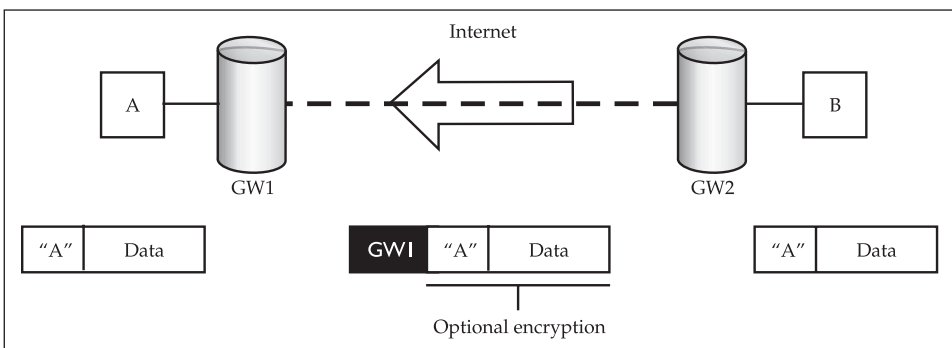 Internet
A
B
GW1
GW2
“A” Data
GW1 “A” Data
“A” Data
Optional encryption